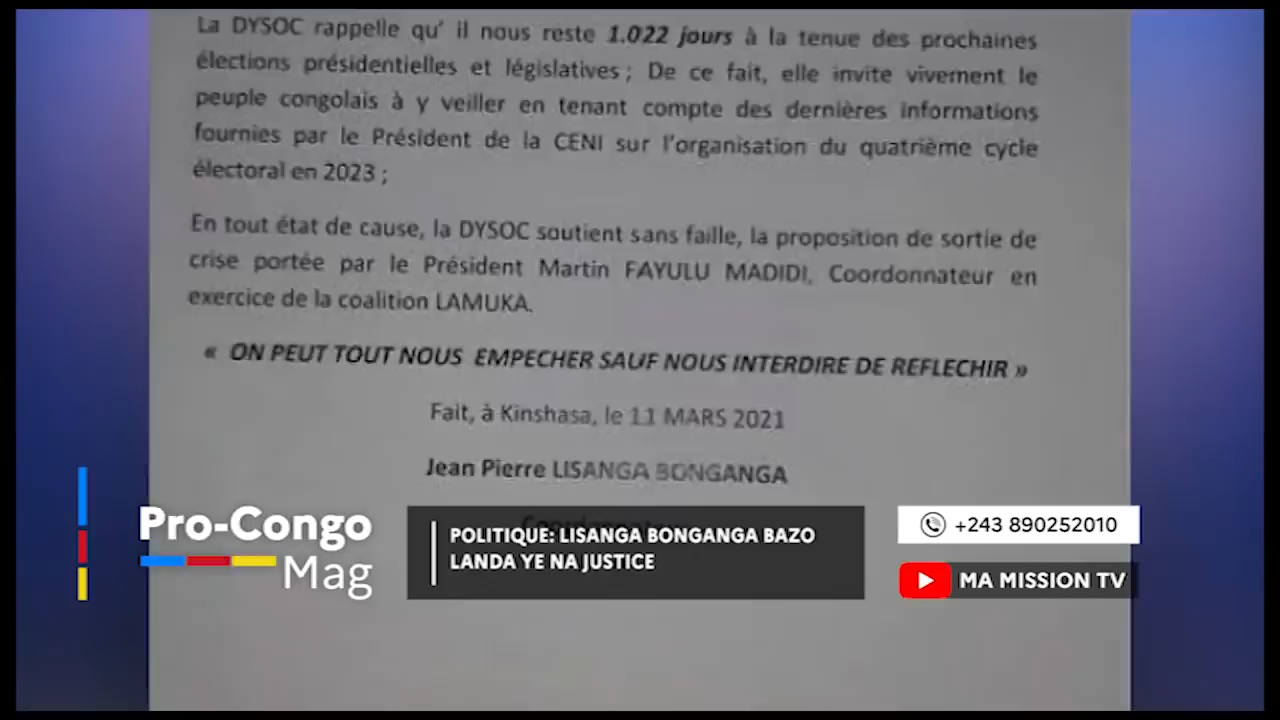 La DYSOC rappelle qu' il nous reste 1.022 jours à la tenue des prochaines
élections présidentielles et législatives ; De ce fait, elle invite vivement le
peuple congolais à y veiller en tenant compte des dernières informations
fournies par le Président de la CENI sur l'organisation du quatrième cycle
électoral en 2023 ;
En tout état de cause, la DYSOC soutient sans faille, la proposition de sortie de
crise portée par le Président Martin FAYULU MADIDI, Coordonnateur en
exercice de la coalition LAMUKA.
« ON PEUT TOUT NOUS EMPECHER SAUF NOUS INTERDIRE DE REFLECHIR »
Fait, à Kinshasa, le 11 MARS 2021
Jean Pierre LISANGA BONGANGA
Pro-Congo
Mag
POLITIQUE: LISANGA BONGANGA BAZO
LANDA YE NA JUSTICE
+243 890252010
MA MISSION TV